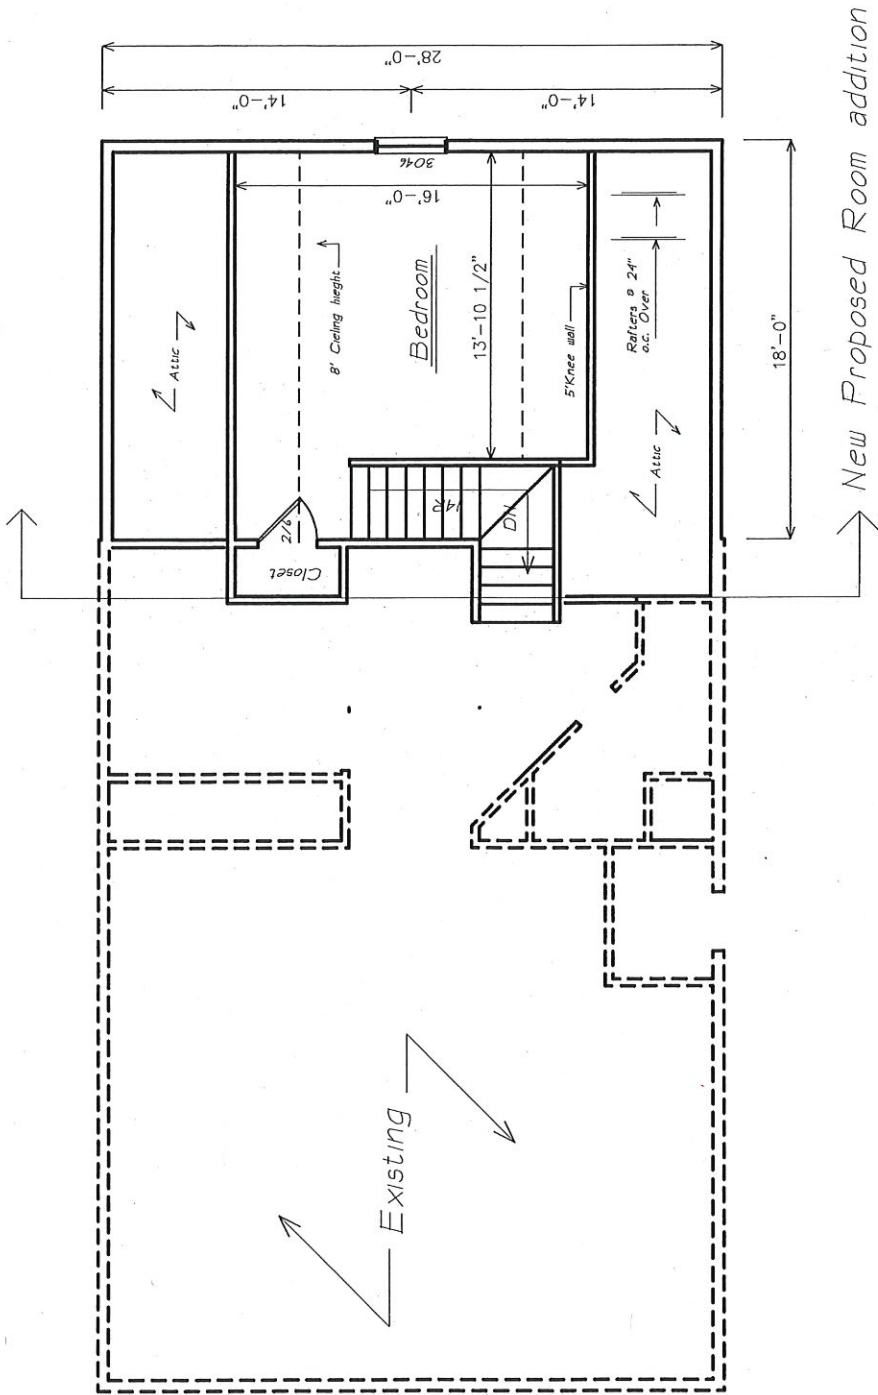 28'-0"
14'-0"
14'-0"
3046
16'-0"
Attic
8' Cieling hieght
Bedroom
13'-10 1/2"
5'Knee wall
Rafters @ 24"
o.c. Over
18'-0"
Attic
2/6
Closet
14R
DN
Existing
New Proposed Room addition